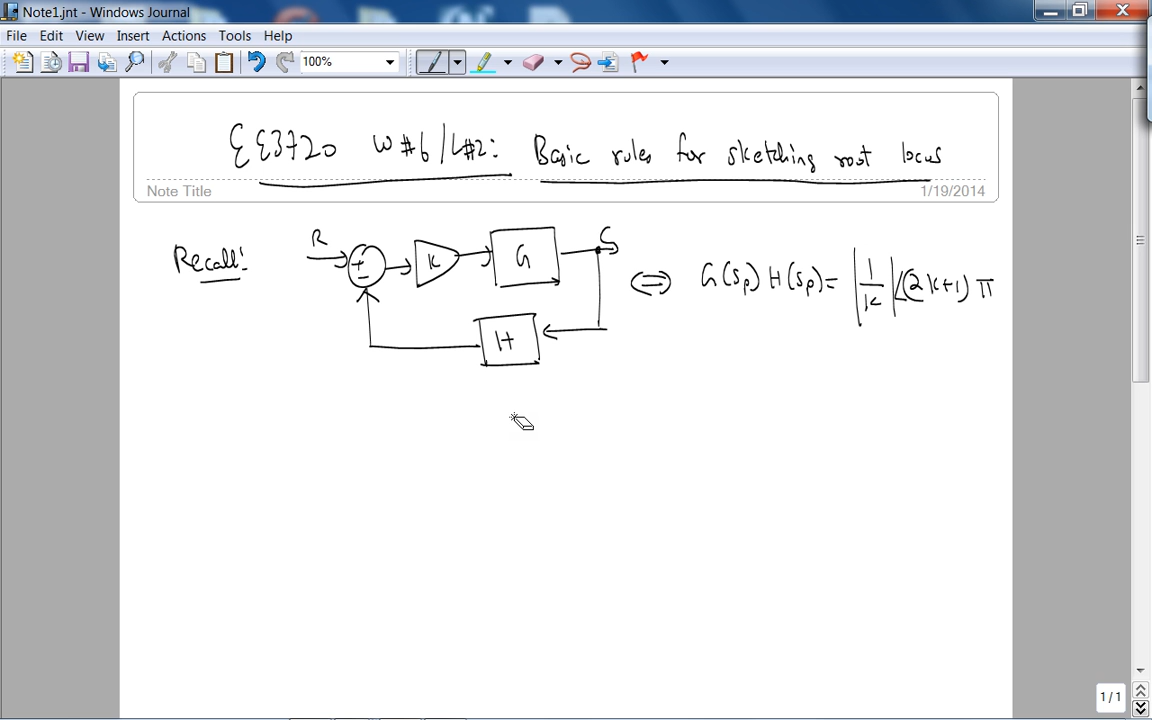 Note1.jnt - Windows Journal
File Edit View Insert Actions Tools Help
100%
EE3720 W#6/L#2: Basic rules for sketching root locus
Note Title
1/19/2014
Recall:
R + - K G C
H
⇔ G(sp) H(sp) = |1/K| ∠(2k+1) π
1 / 1